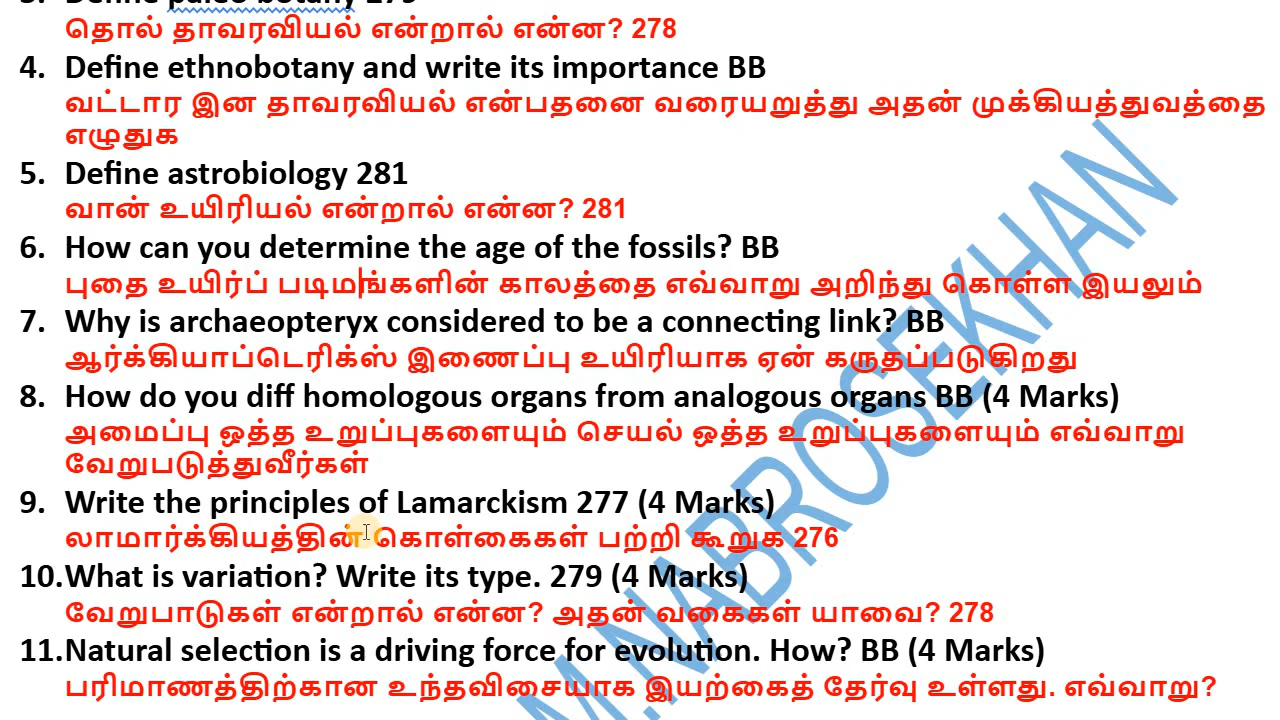 3. Define paleo botany 279
தொல் தாவரவியல் என்றால் என்ன? 278
4. Define ethnobotany and write its importance BB
வட்டார இன தாவரவியல் என்பதனை வரையறுத்து அதன் முக்கியத்துவத்தை
எழுதுக
5. Define astrobiology 281
வான் உயிரியல் என்றால் என்ன? 281
6. How can you determine the age of the fossils? BB
புதை உயிர்ப் படிமங்களின் காலத்தை எவ்வாறு அறிந்து கொள்ள இயலும்
7. Why is archaeopteryx considered to be a connecting link? BB
ஆர்க்கியாப்டெரிக்ஸ் இணைப்பு உயிரியாக ஏன் கருதப்படுகிறது
8. How do you diff homologous organs from analogous organs BB (4 Marks)
அமைப்பு ஒத்த உறுப்புகளையும் செயல் ஒத்த உறுப்புகளையும் எவ்வாறு
வேறுபடுத்துவீர்கள்
9. Write the principles of Lamarckism 277 (4 Marks)
லாமார்க்கியத்தின் கொள்கைகள் பற்றி கூறுக 276
10. What is variation? Write its type. 279 (4 Marks)
வேறுபாடுகள் என்றால் என்ன? அதன் வகைகள் யாவை? 278
11. Natural selection is a driving force for evolution. How? BB (4 Marks)
பரிமாணத்திற்கான உந்தவிசையாக இயற்கைத் தேர்வு உள்ளது. எவ்வாறு?
M.NABROSEKHAN